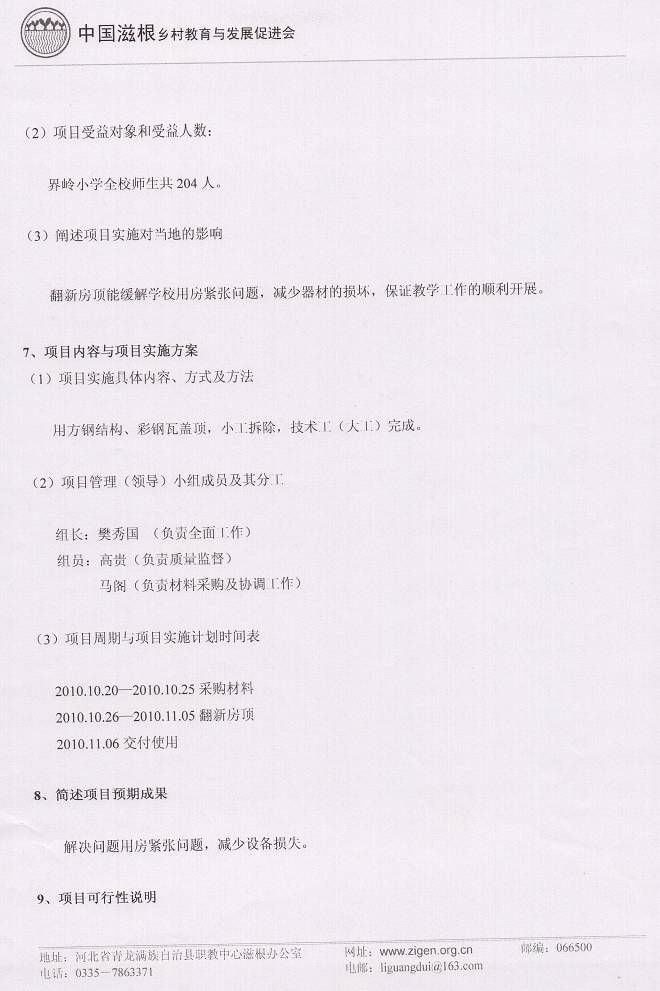 中国滋根乡村教育与发展促进会
（2）项目受益对象和受益人数：
界岭小学全校师生共 204 人。
（3）阐述项目实施对当地的影响
翻新房顶能缓解学校用房紧张问题，减少器材的损坏，保证教学工作的顺利开展。
7、项目内容与项目实施方案
（1）项目实施具体内容、方式及方法
用方钢结构、彩钢瓦盖顶，小工拆除，技术工（大工）完成。
（2）项目管理（领导）小组成员及其分工
组长：樊秀国 （负责全面工作）
组员：高贵（负责质量监督）
马阁（负责材料采购及协调工作）
（3）项目周期与项目实施计划时间表
2010.10.20—2010.10.25 采购材料
2010.10.26—2010.11.05 翻新房顶
2010.11.06 交付使用
8、简述项目预期成果
解决问题用房紧张问题，减少设备损失。
9、项目可行性说明
地址：河北省青龙满族自治县职教中心滋根办公室 网址：www.zigen.org.cn 邮编：066500
电话：0335－7863371 电邮：liguangdui@163.com